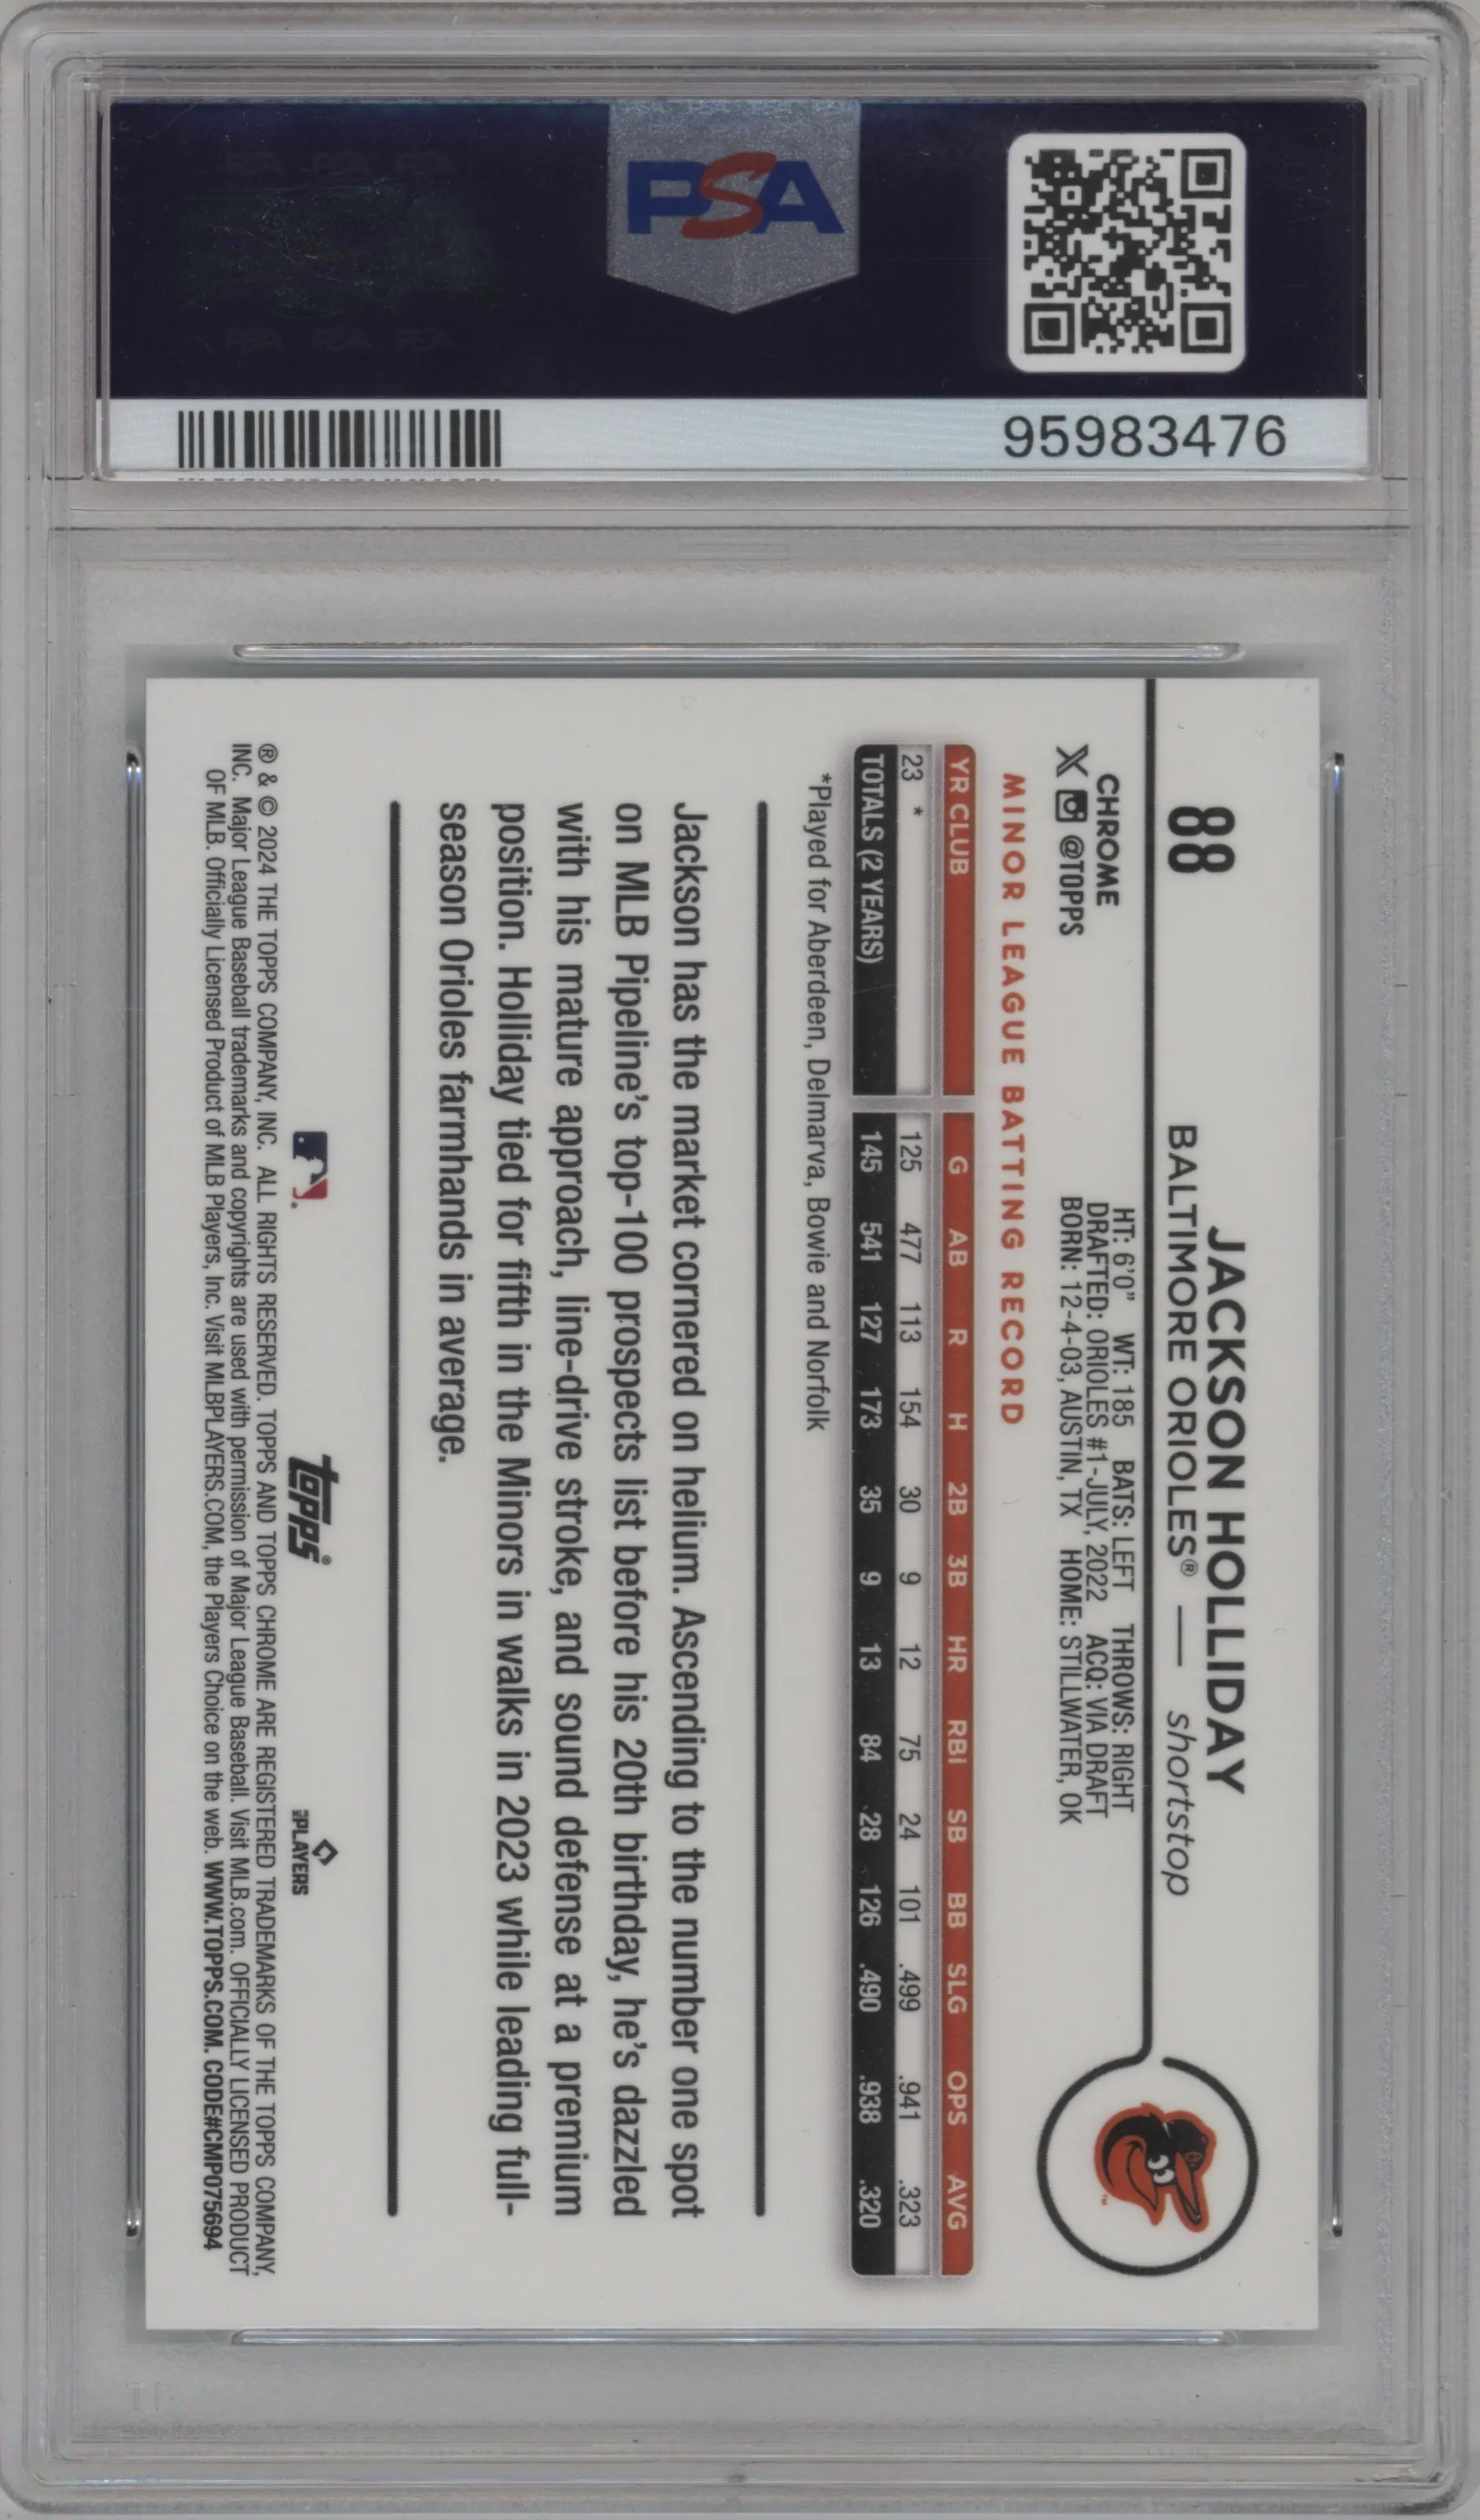 PSA
95983476
88
JACKSON HOLLIDAY
BALTIMORE ORIOLES® — shortstop
CHROME
X @TOPPS
HT: 6'0" WT: 185 BATS: LEFT THROWS: RIGHT
DRAFTED: ORIOLES #1-JULY, 2022 ACQ: VIA DRAFT
BORN: 12-4-03, AUSTIN, TX HOME: STILLWATER, OK
MINOR LEAGUE BATTING RECORD
YR CLUB G AB R H 2B 3B HR RBI SB BB SLG OPS AVG
23 * 125 477 113 154 30 9 12 75 24 101 .499 .941 .323
TOTALS (2 YEARS) 145 541 127 173 35 9 13 84 28 126 .490 .938 .320
*Played for Aberdeen, Delmarva, Bowie and Norfolk
Jackson has the market cornered on helium. Ascending to the number one spot
on MLB Pipeline's top-100 prospects list before his 20th birthday, he's dazzled
with his mature approach, line-drive stroke, and sound defense at a premium
position. Holliday tied for fifth in the Minors in walks in 2023 while leading full-
season Orioles farmhands in average.
topps®
PLAYERS
® & © 2024 THE TOPPS COMPANY, INC. ALL RIGHTS RESERVED. TOPPS AND TOPPS CHROME ARE REGISTERED TRADEMARKS OF THE TOPPS COMPANY,
INC. Major League Baseball trademarks and copyrights are used with permission of Major League Baseball. Visit MLB.com. OFFICIALLY LICENSED PRODUCT
OF MLB. Officially Licensed Product of MLB Players, Inc. Visit MLBPLAYERS.COM, the Players Choice on the web. WWW.TOPPS.COM. CODE#CMP075694